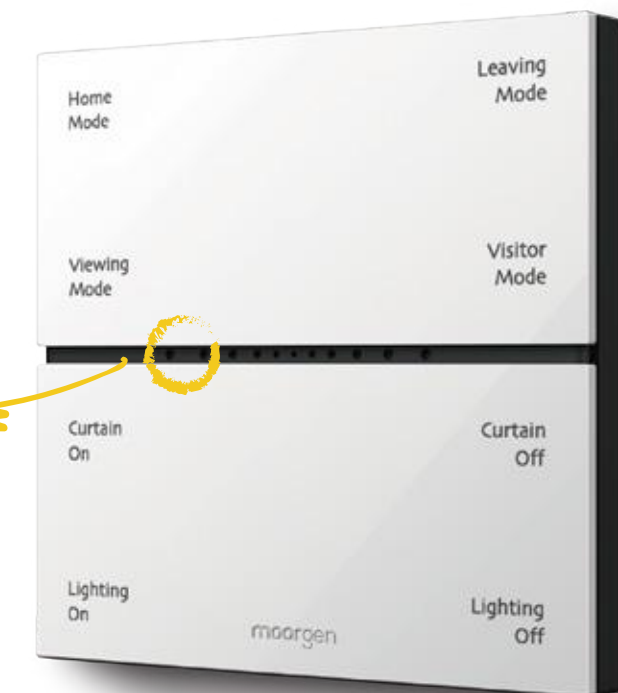 Home
Mode
Leaving
Mode
Viewing
Mode
Visitor
Mode
Curtain
On
Curtain
Off
Lighting
On
Lighting
Off
moorgen